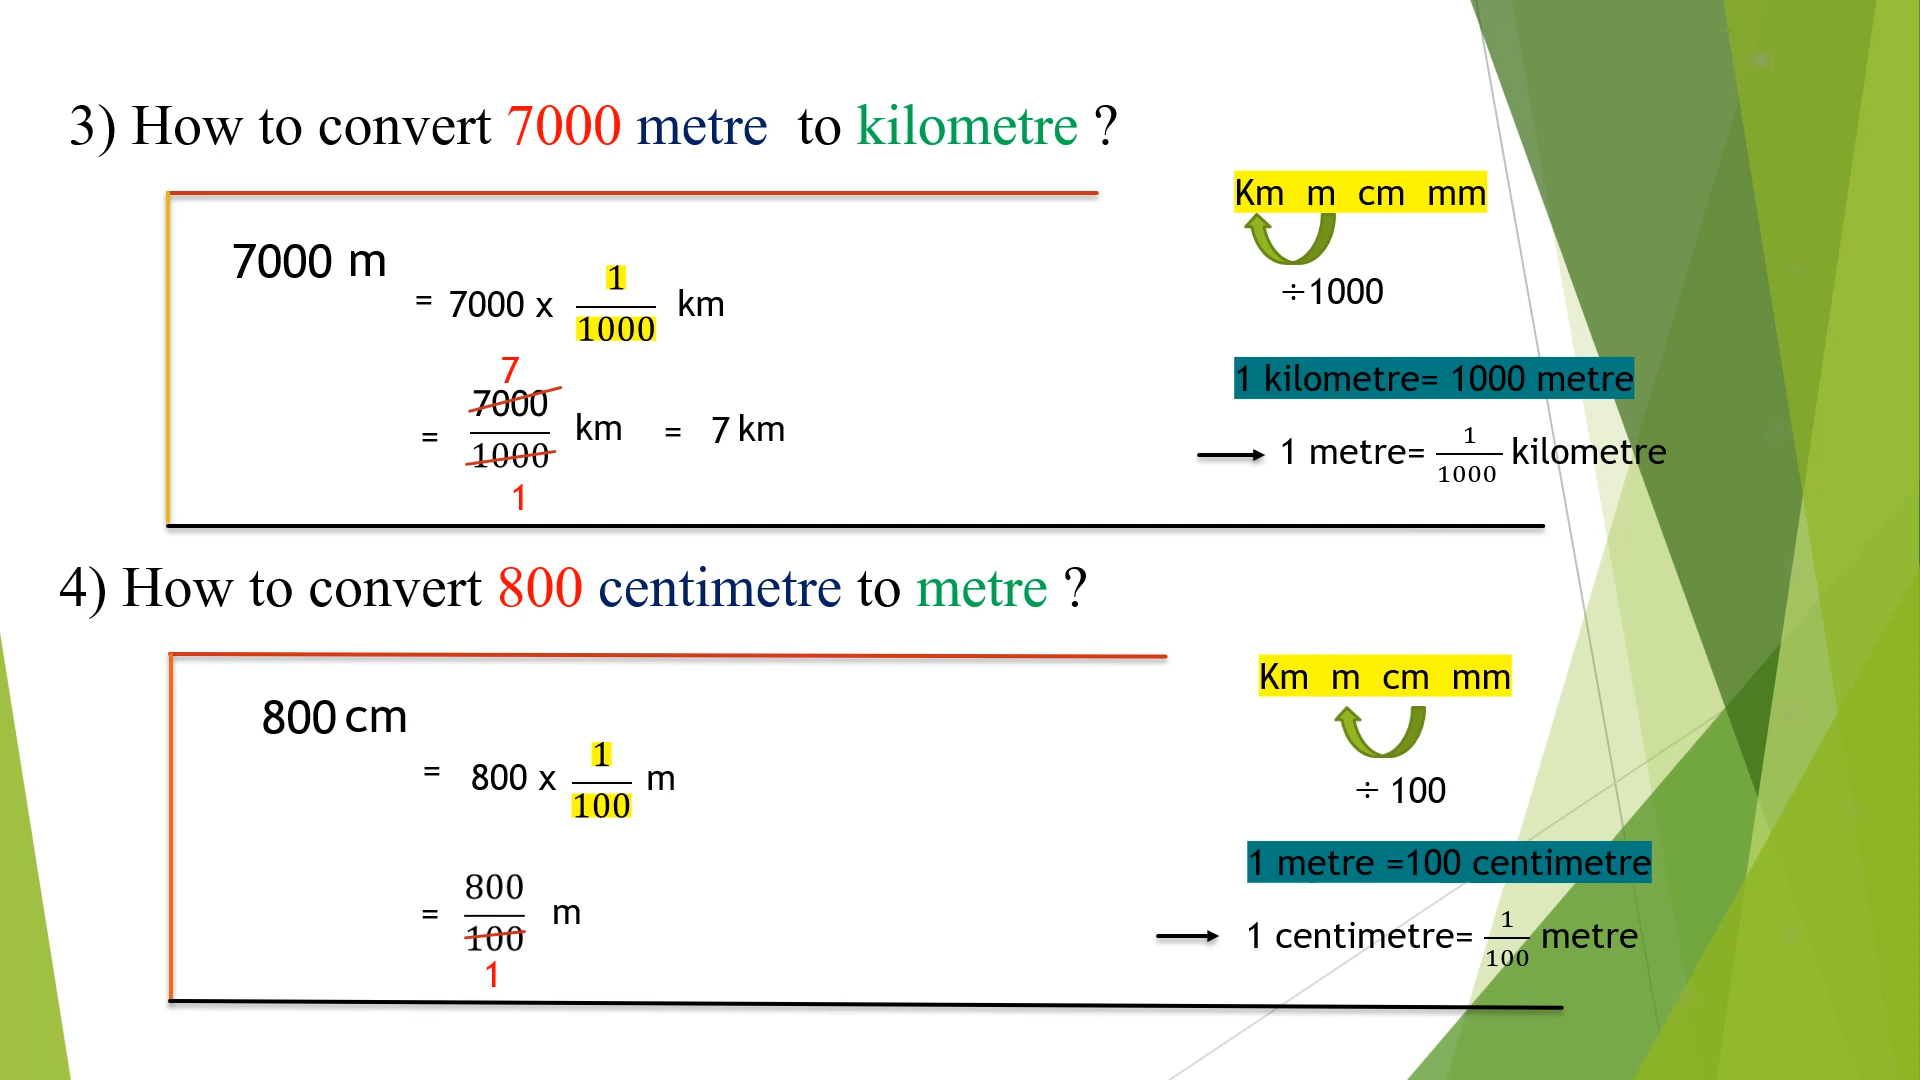 3) How to convert 7000 metre to kilometre ?
Km m cm mm
÷1000
7000 m
= 7000 x 1/1000 km
7
= 7000/1000 km = 7 km
1
1 kilometre= 1000 metre
1 metre= 1/1000 kilometre
4) How to convert 800 centimetre to metre ?
Km m cm mm
÷ 100
800 cm
= 800 x 1/100 m
= 800/100 m
1
1 metre =100 centimetre
1 centimetre= 1/100 metre